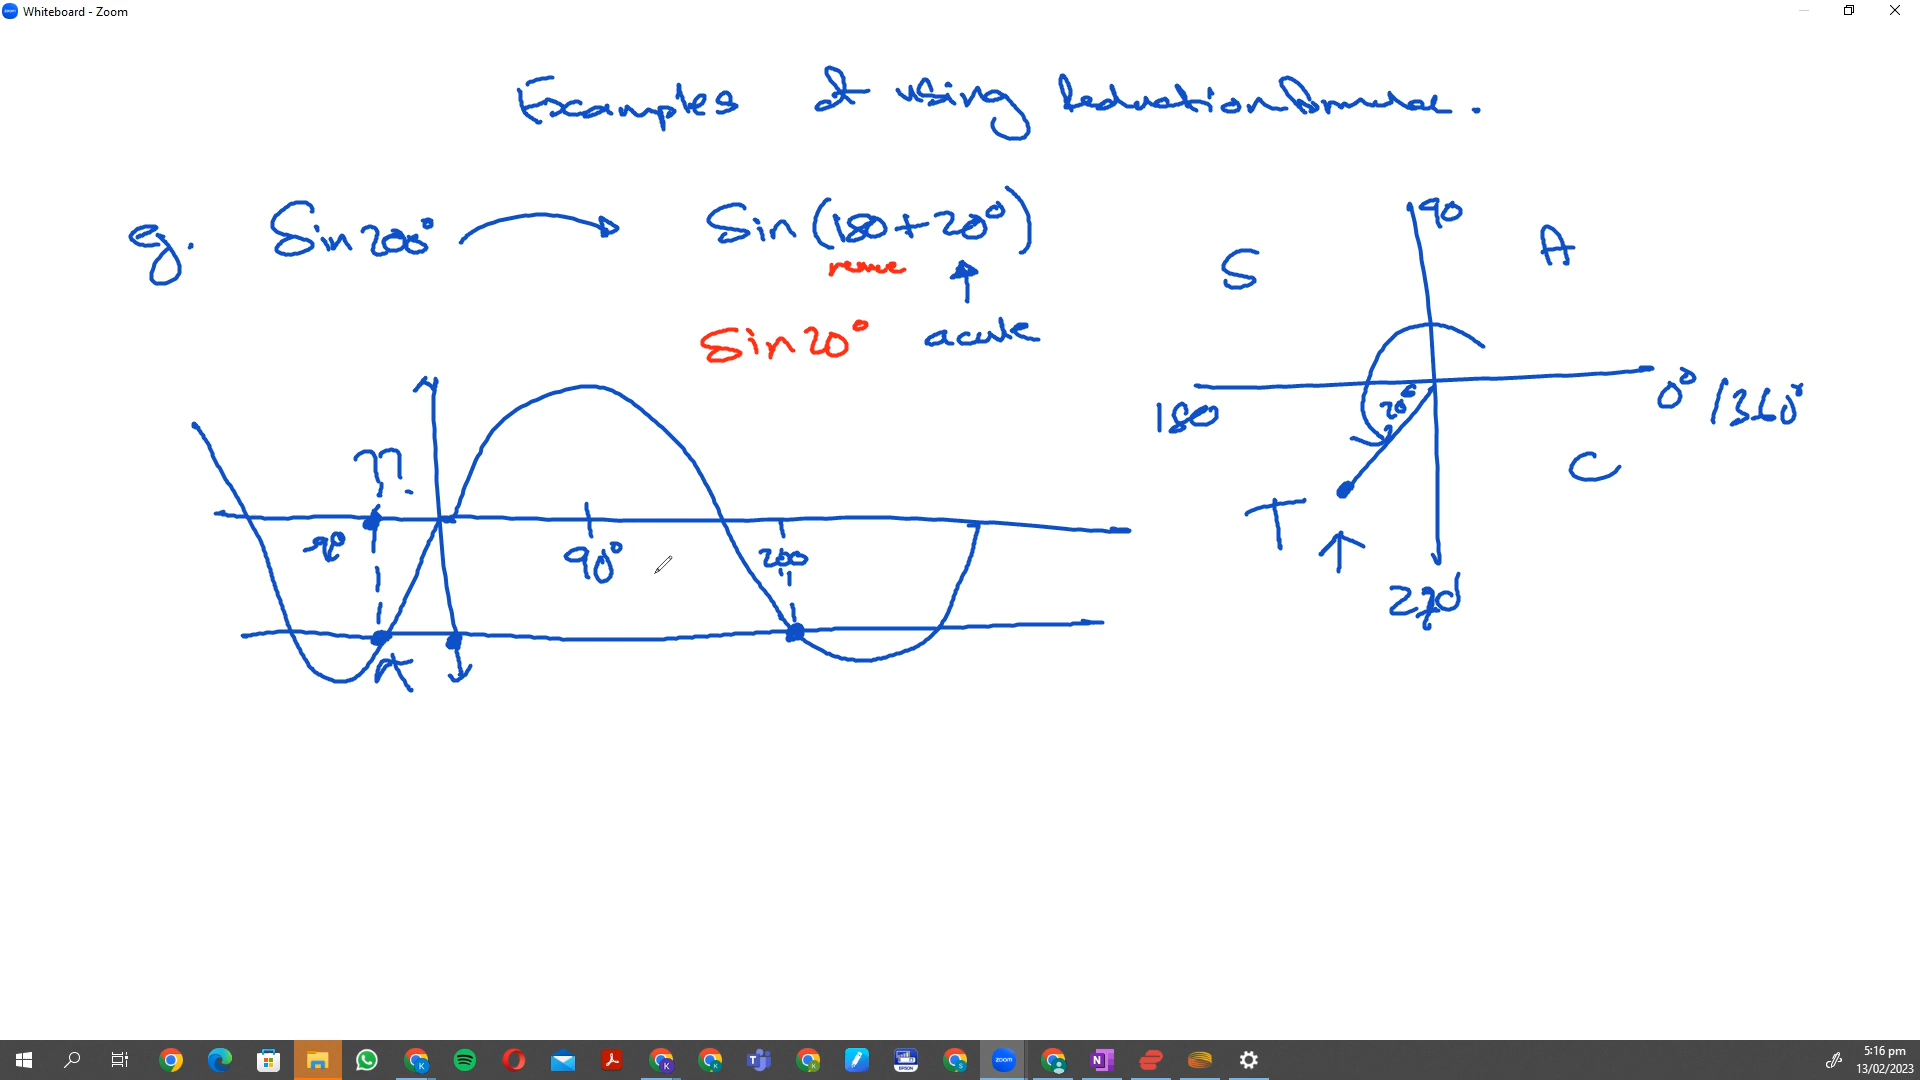 Whiteboard - Zoom
Examples of using Reduction Formulae.
eg. Sin 200° Sin (180 + 20°)
remove
Sin 20° acute
90
S A
180 20° 0° / 360°
??
-90° 90° 200
T C
270
5:16 pm
13/02/2023